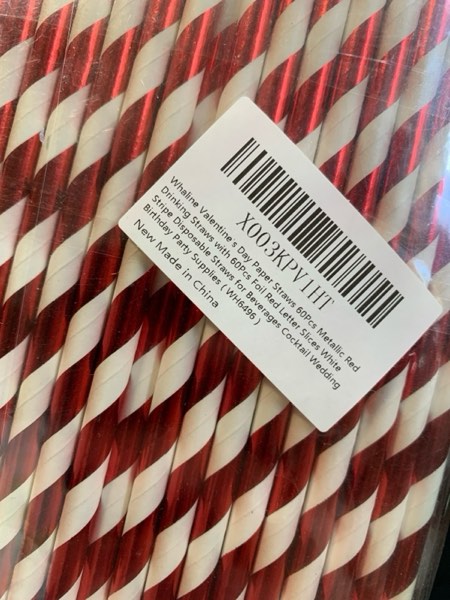 X003KPV1HT
Whaline Valentine's Day Paper Straws 60Pcs Metallic Red
Drinking Straws with 60Pcs Foil Red Letter Slices White
Stripe Disposable Straws for Beverages Cocktail Wedding
Birthday Party Supplies ( WH6496 )
New Made in China